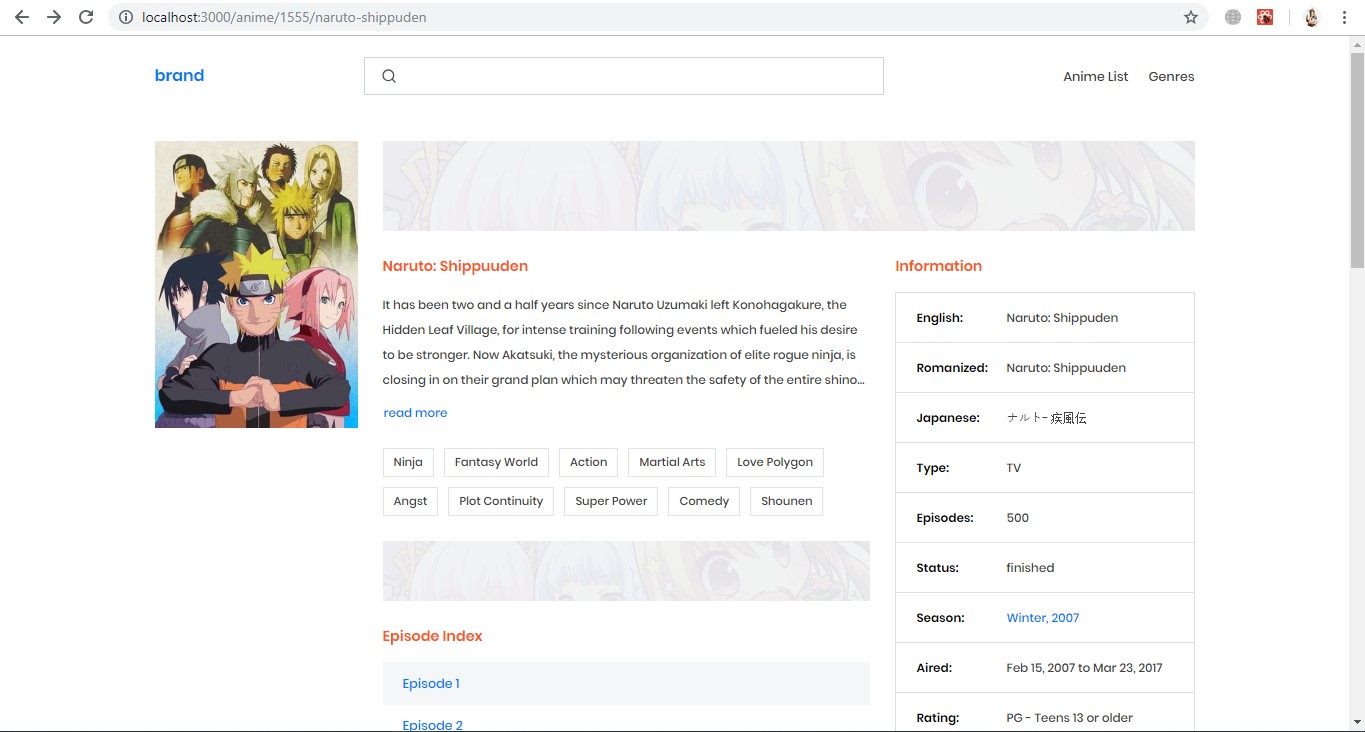 localhost:3000/anime/1555/naruto-shippuden
brand
Anime List Genres
Naruto: Shippuuden
It has been two and a half years since Naruto Uzumaki left Konohagakure, the
Hidden Leaf Village, for intense training following events which fueled his desire
to be stronger. Now Akatsuki, the mysterious organization of elite rogue ninja, is
closing in on their grand plan which may threaten the safety of the entire shino...
read more
Ninja Fantasy World Action Martial Arts Love Polygon
Angst Plot Continuity Super Power Comedy Shounen
Episode Index
Episode 1
Episode 2
Information
English: Naruto: Shippuden
Romanized: Naruto: Shippuuden
Japanese: ナルト- 疾風伝
Type: TV
Episodes: 500
Status: finished
Season: Winter, 2007
Aired: Feb 15, 2007 to Mar 23, 2017
Rating: PG - Teens 13 or older